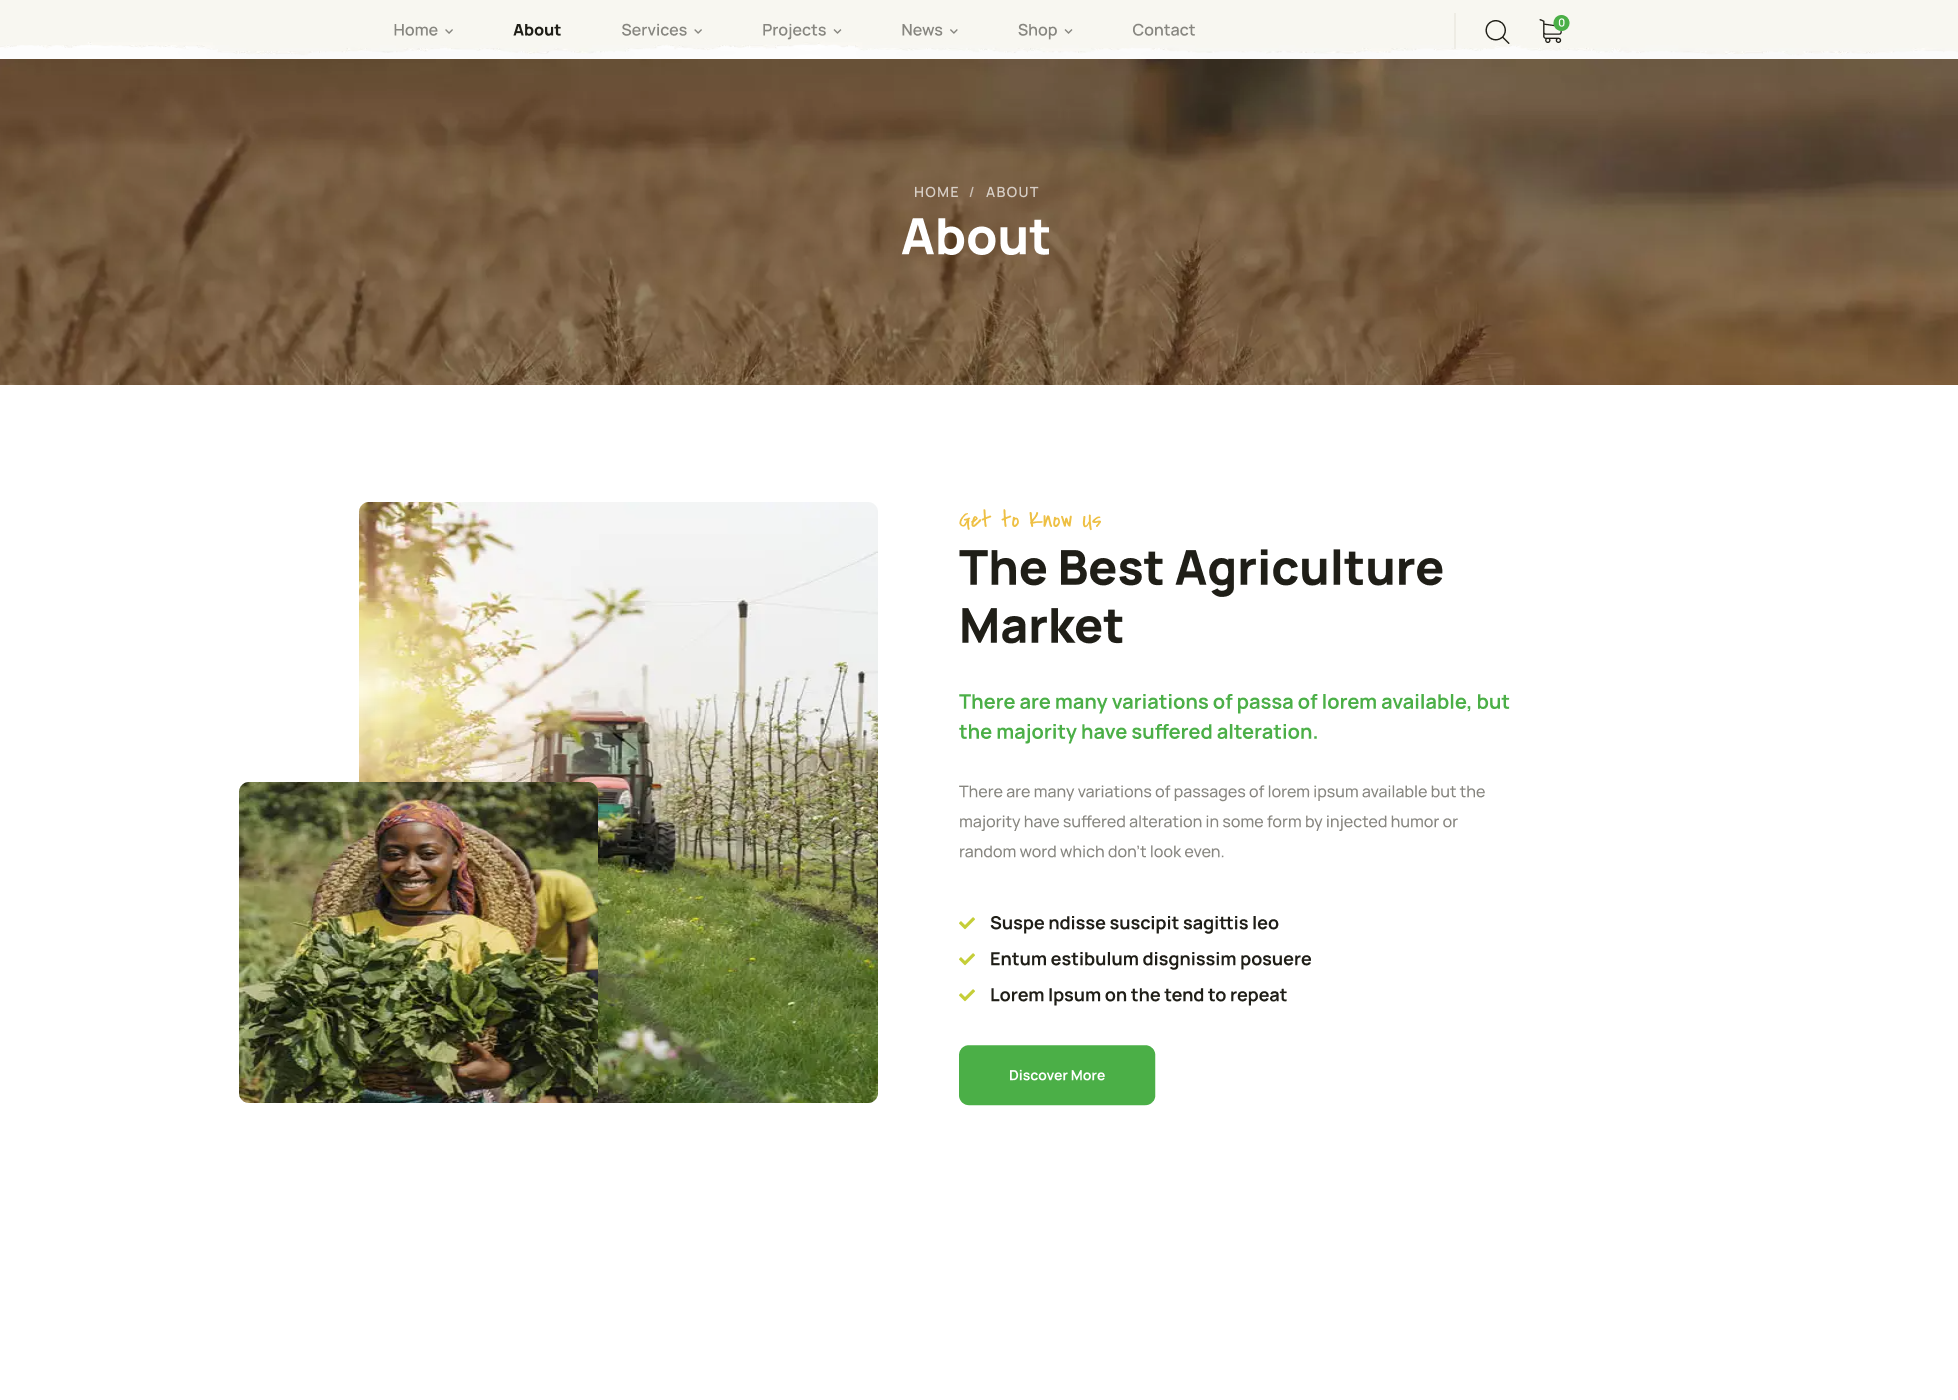 Home About Services Projects News Shop Contact 0
HOME / ABOUT
About
Get to Know Us
The Best Agriculture
Market
There are many variations of passa of lorem available, but
the majority have suffered alteration.
There are many variations of passages of lorem ipsum available but the
majority have suffered alteration in some form by injected humor or
random word which don't look even.
Suspe ndisse suscipit sagittis leo
Entum estibulum disgnissim posuere
Lorem Ipsum on the tend to repeat
Discover More